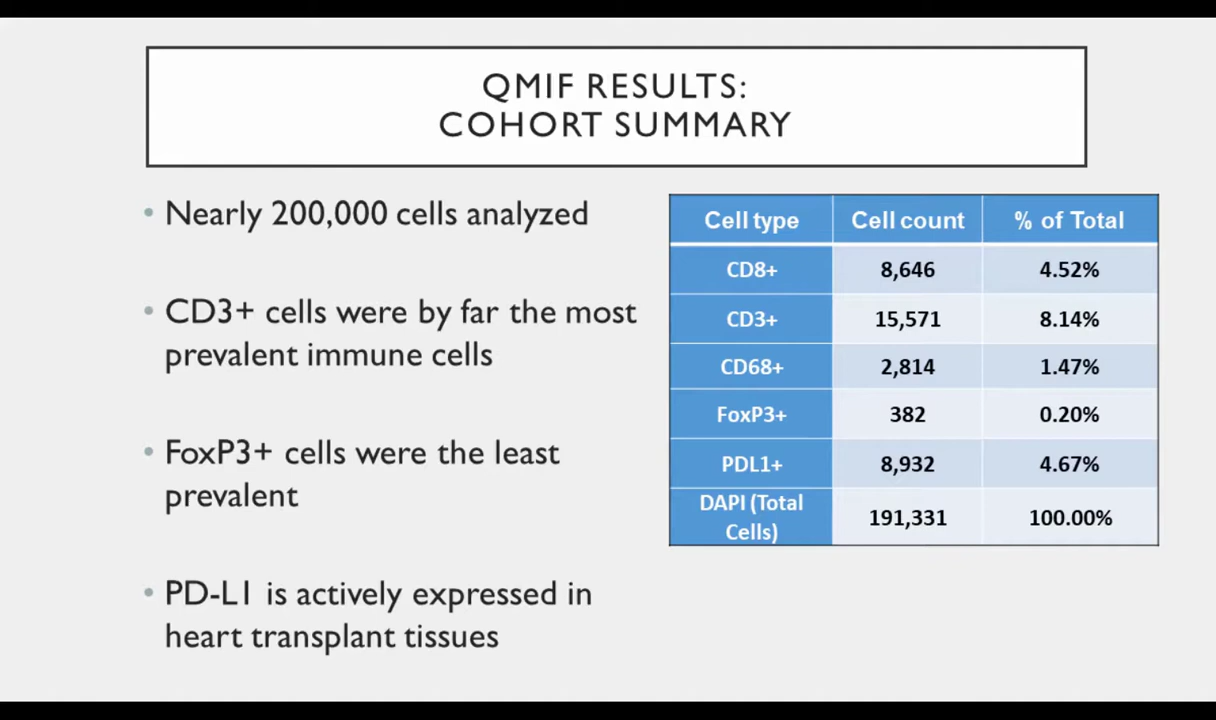 QMIF RESULTS:
COHORT SUMMARY
• Nearly 200,000 cells analyzed
• CD3+ cells were by far the most
prevalent immune cells
• FoxP3+ cells were the least
prevalent
• PD-L1 is actively expressed in
heart transplant tissues
Cell type Cell count % of Total
CD8+ 8,646 4.52%
CD3+ 15,571 8.14%
CD68+ 2,814 1.47%
FoxP3+ 382 0.20%
PDL1+ 8,932 4.67%
DAPI (Total
Cells) 191,331 100.00%